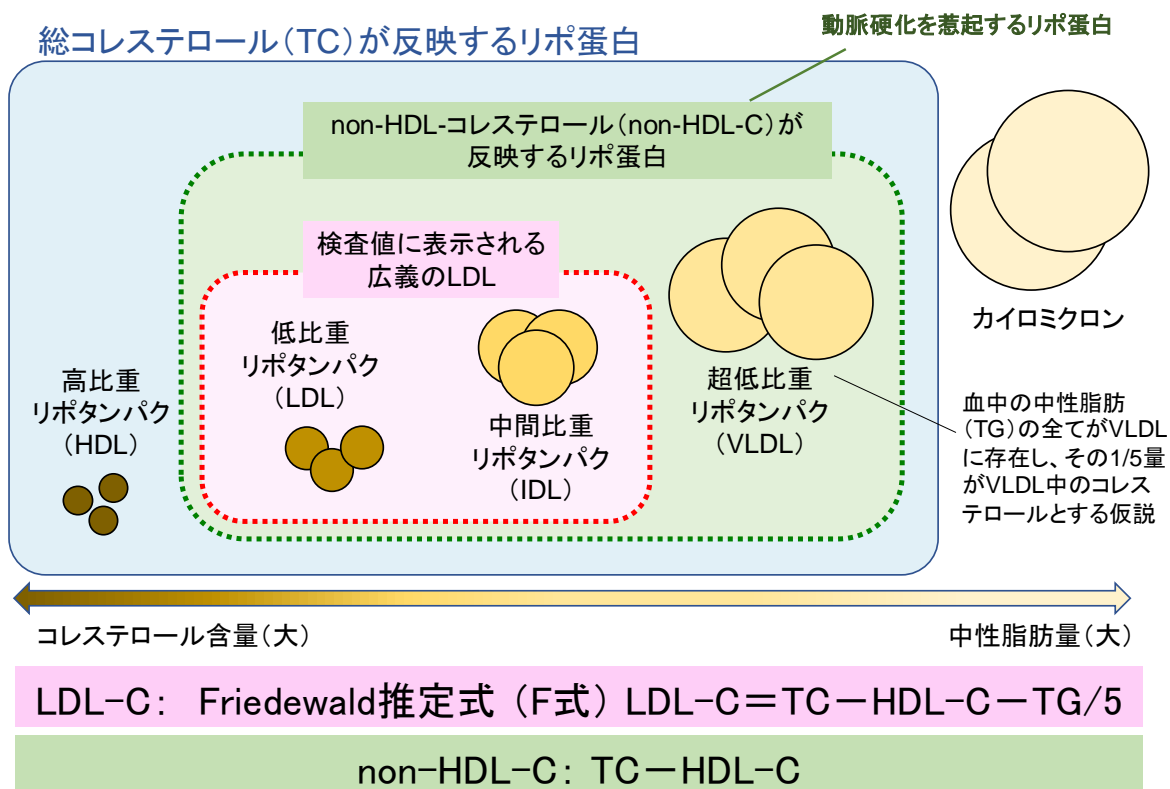 動脈硬化を惹起するリポ蛋白
総コレステロール（TC）が反映するリポ蛋白
non-HDL-コレステロール（non-HDL-C）が
反映するリポ蛋白
検査値に表示される
広義のLDL
低比重
リポタンパク
（LDL）
中間比重
リポタンパク
（IDL）
高比重
リポタンパク
（HDL）
超低比重
リポタンパク
（VLDL）
カイロミクロン
血中の中性脂肪
（TG）の全てがVLDL
に存在し、その1/5量
がVLDL中のコレス
テロールとする仮説
コレステロール含量（大）
中性脂肪量（大）
LDL-C： Friedewald推定式（F式）LDL-C＝TC－HDL-C－TG/5
non-HDL-C：TC－HDL-C